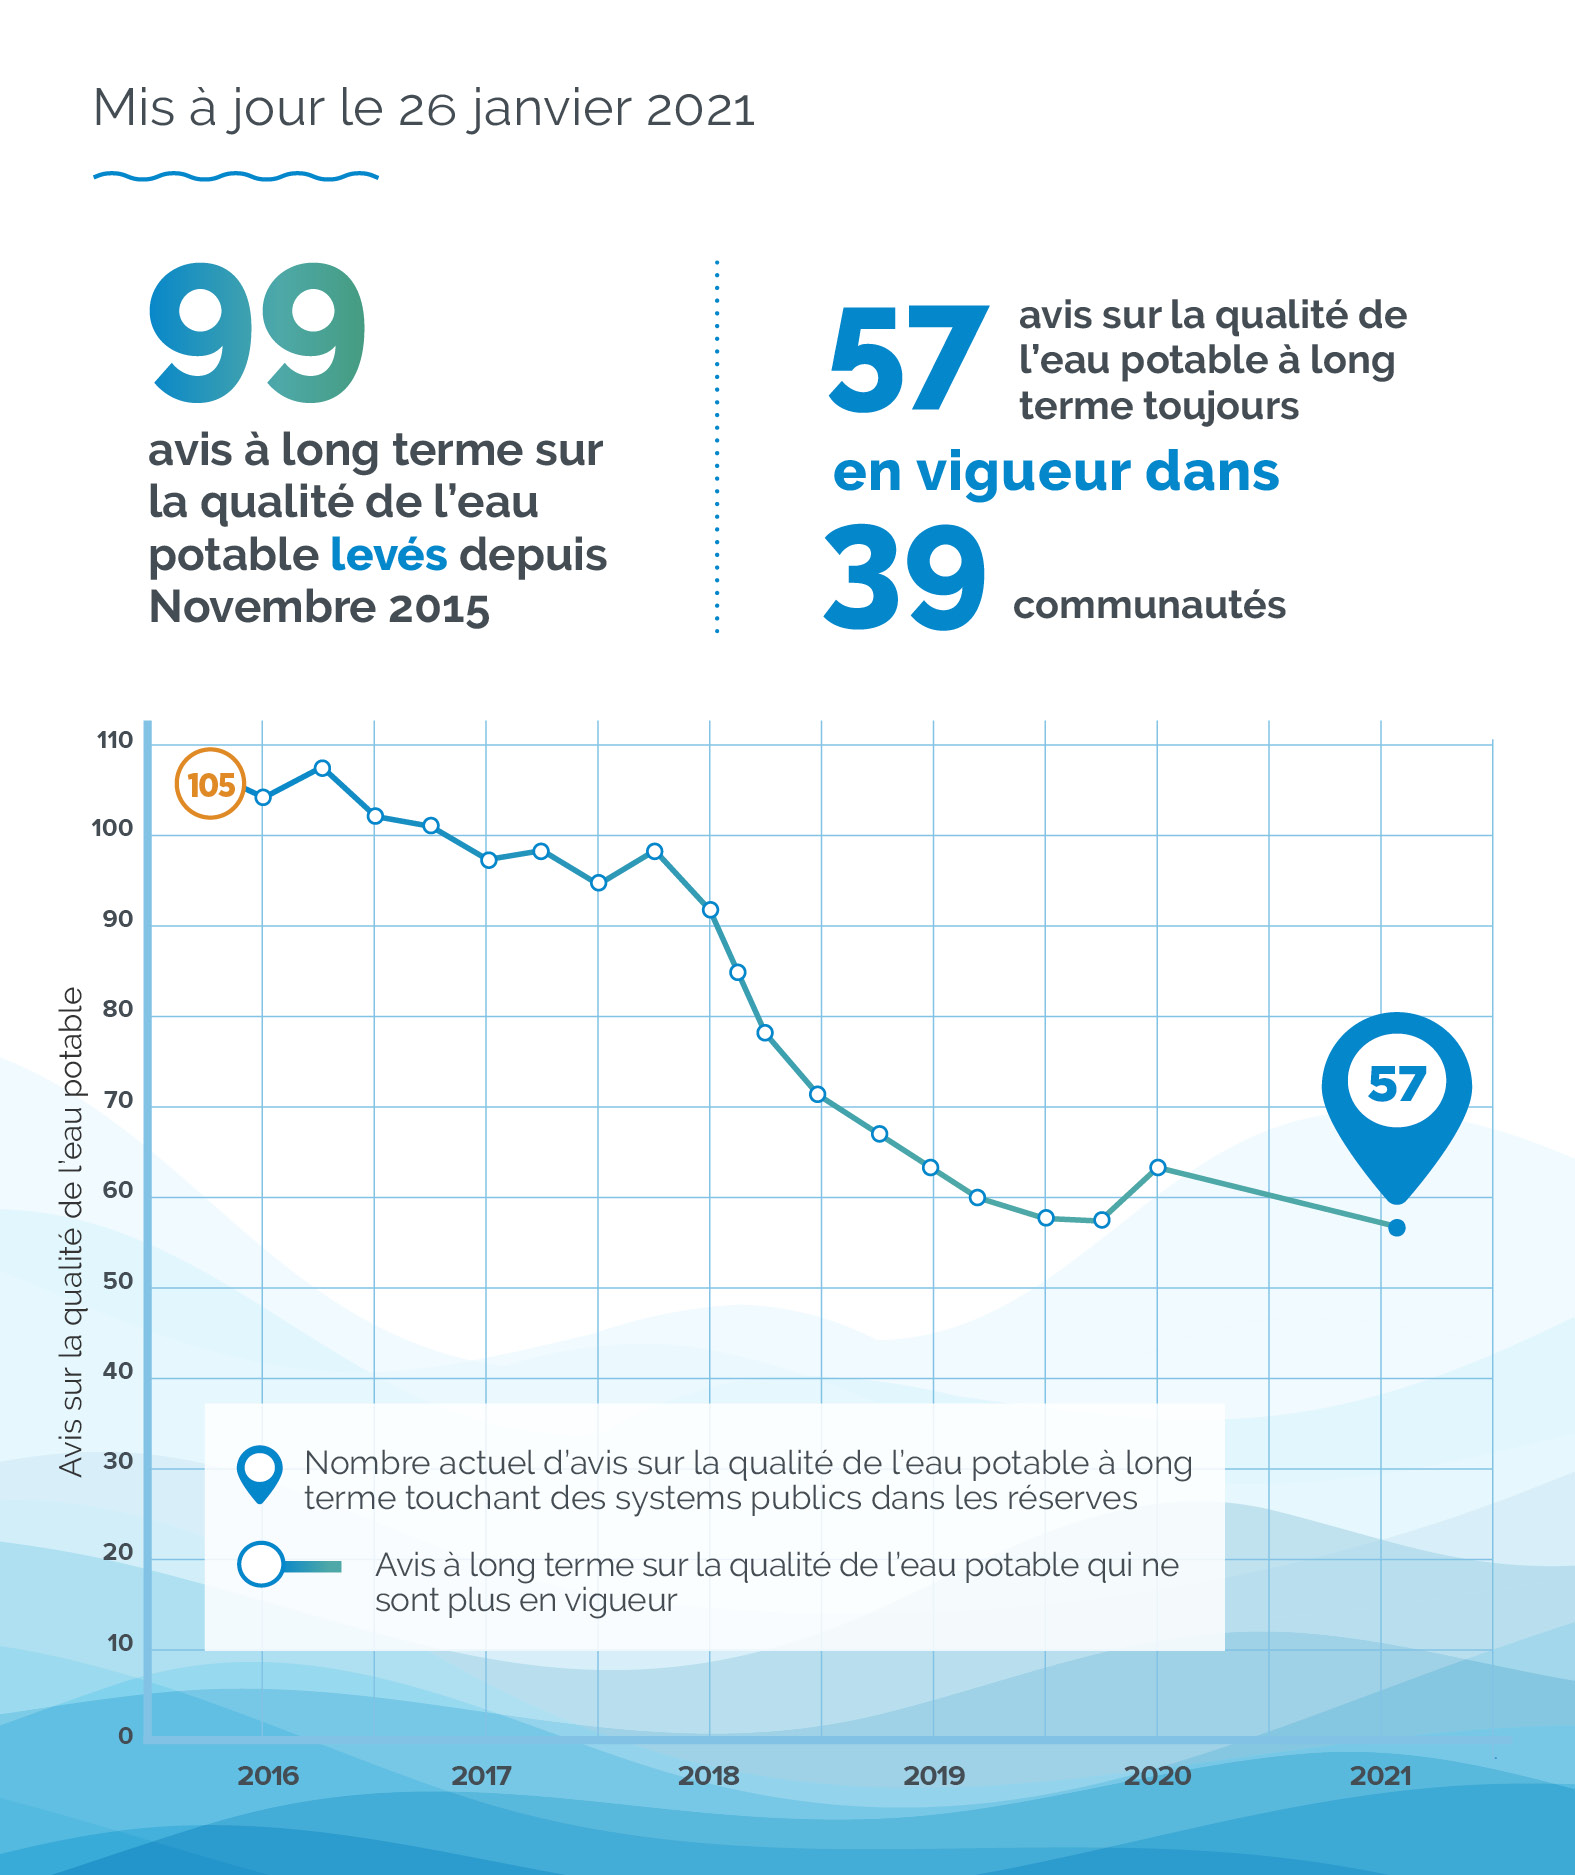 Mis à jour le 26 janvier 2021
99
avis à long terme sur
la qualité de l'eau
potable levés depuis
Novembre 2015
57
avis sur la qualité de
l'eau potable à long
terme toujours
en vigueur dans
39 communautés
Avis sur la qualité de l'eau potable
110
100
90
80
70
60
50
40
30
20
10
0
105
57
Nombre actuel d'avis sur la qualité de l'eau potable à long
terme touchant des systems publics dans les réserves
Avis à long terme sur la qualité de l'eau potable qui ne
sont plus en vigueur
2016 2017 2018 2019 2020 2021